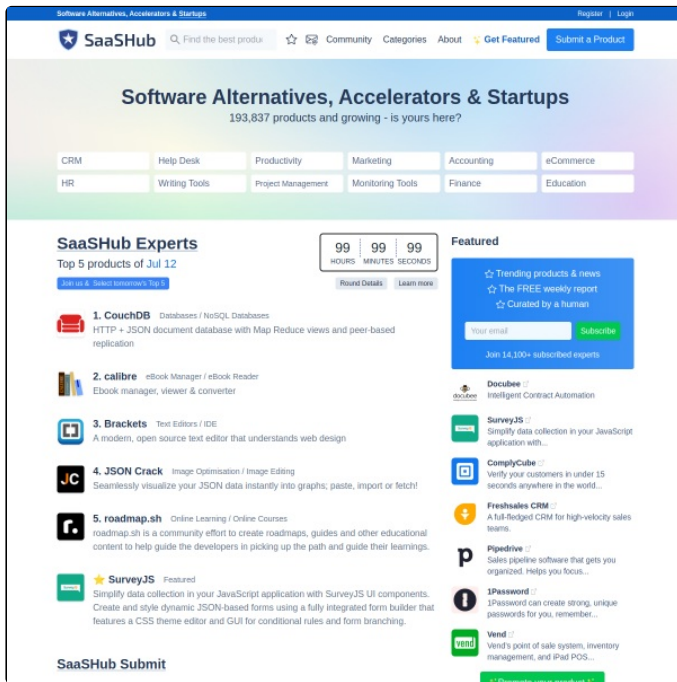 Software Alternatives, Accelerators & Startups
Register | Login
SaaSHub
Find the best produc
Community
Categories
About
Get Featured
Submit a Product
Software Alternatives, Accelerators & Startups
193,837 products and growing - is yours here?
CRM
Help Desk
Productivity
Marketing
Accounting
eCommerce
HR
Writing Tools
Project Management
Monitoring Tools
Finance
Education
SaaSHub Experts
Top 5 products of Jul 12
Join us & Select tomorrow's Top 5
99 99 99
HOURS MINUTES SECONDS
Round Details
Learn more
1. CouchDB Databases / NoSQL Databases
HTTP + JSON document database with Map Reduce views and peer-based
replication
2. calibre eBook Manager / eBook Reader
Ebook manager, viewer & converter
3. Brackets Text Editors / IDE
A modern, open source text editor that understands web design
JC
4. JSON Crack Image Optimisation / Image Editing
Seamlessly visualize your JSON data instantly into graphs; paste, import or fetch!
r.
5. roadmap.sh Online Learning / Online Courses
roadmap.sh is a community effort to create roadmaps, guides and other educational
content to help guide the developers in picking up the path and guide their learnings.
SurveyJS Featured
Simplify data collection in your JavaScript application with SurveyJS UI components.
Create and style dynamic JSON-based forms using a fully integrated form builder that
features a CSS theme editor and GUI for conditional rules and form branching.
SaaSHub Submit
Featured
Trending products & news
The FREE weekly report
Curated by a human
Your email
Subscribe
Join 14,100+ subscribed experts
docubee
Docubee
Intelligent Contract Automation
SurveyJS
Simplify data collection in your JavaScript
application with...
ComplyCube
Verify your customers in under 15
seconds anywhere in the world...
Freshsales CRM
A full-fledged CRM for high-velocity sales
teams.
p
Pipedrive
Sales pipeline software that gets you
organized. Helps you focus...
1Password
1Password can create strong, unique
passwords for you, remember...
vend
Vend
Vend's point of sale system, inventory
management, and iPad POS...
Promote your product